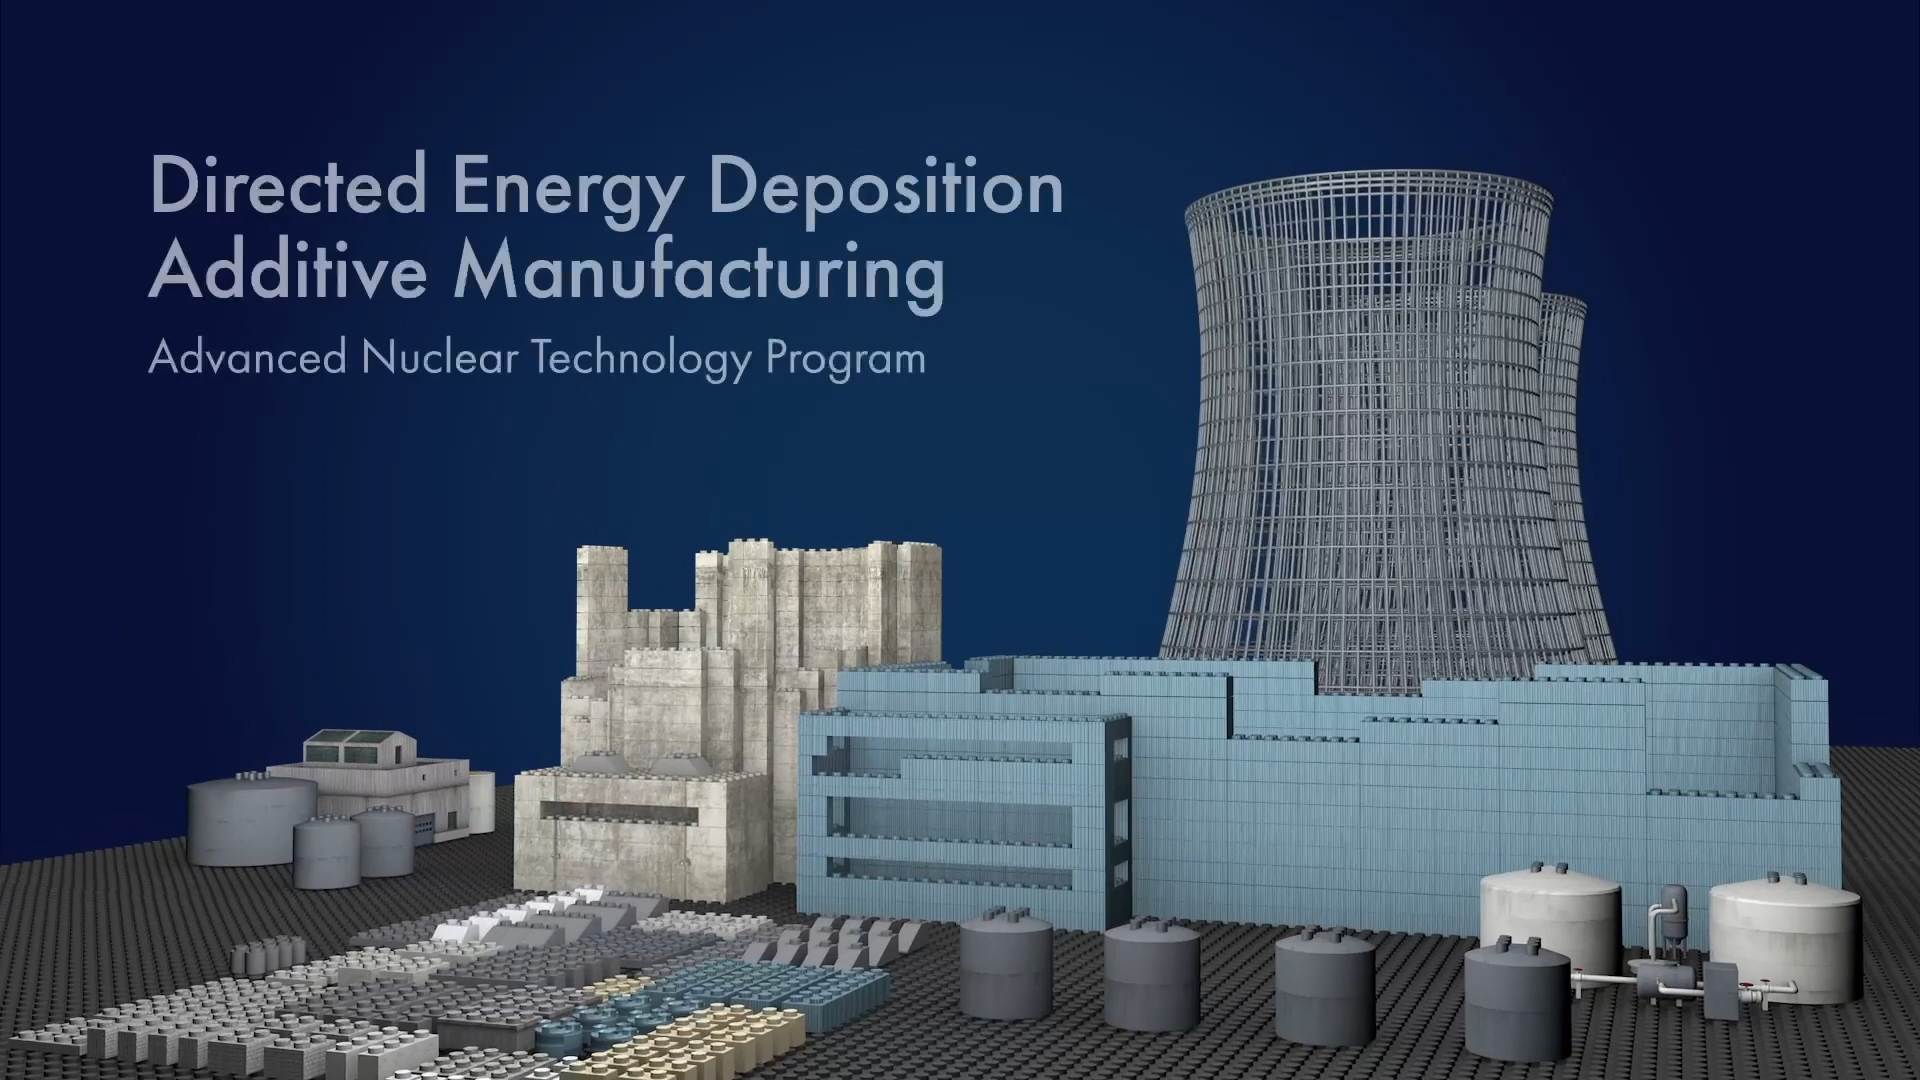 Directed Energy Deposition
Additive Manufacturing
Advanced Nuclear Technology Program